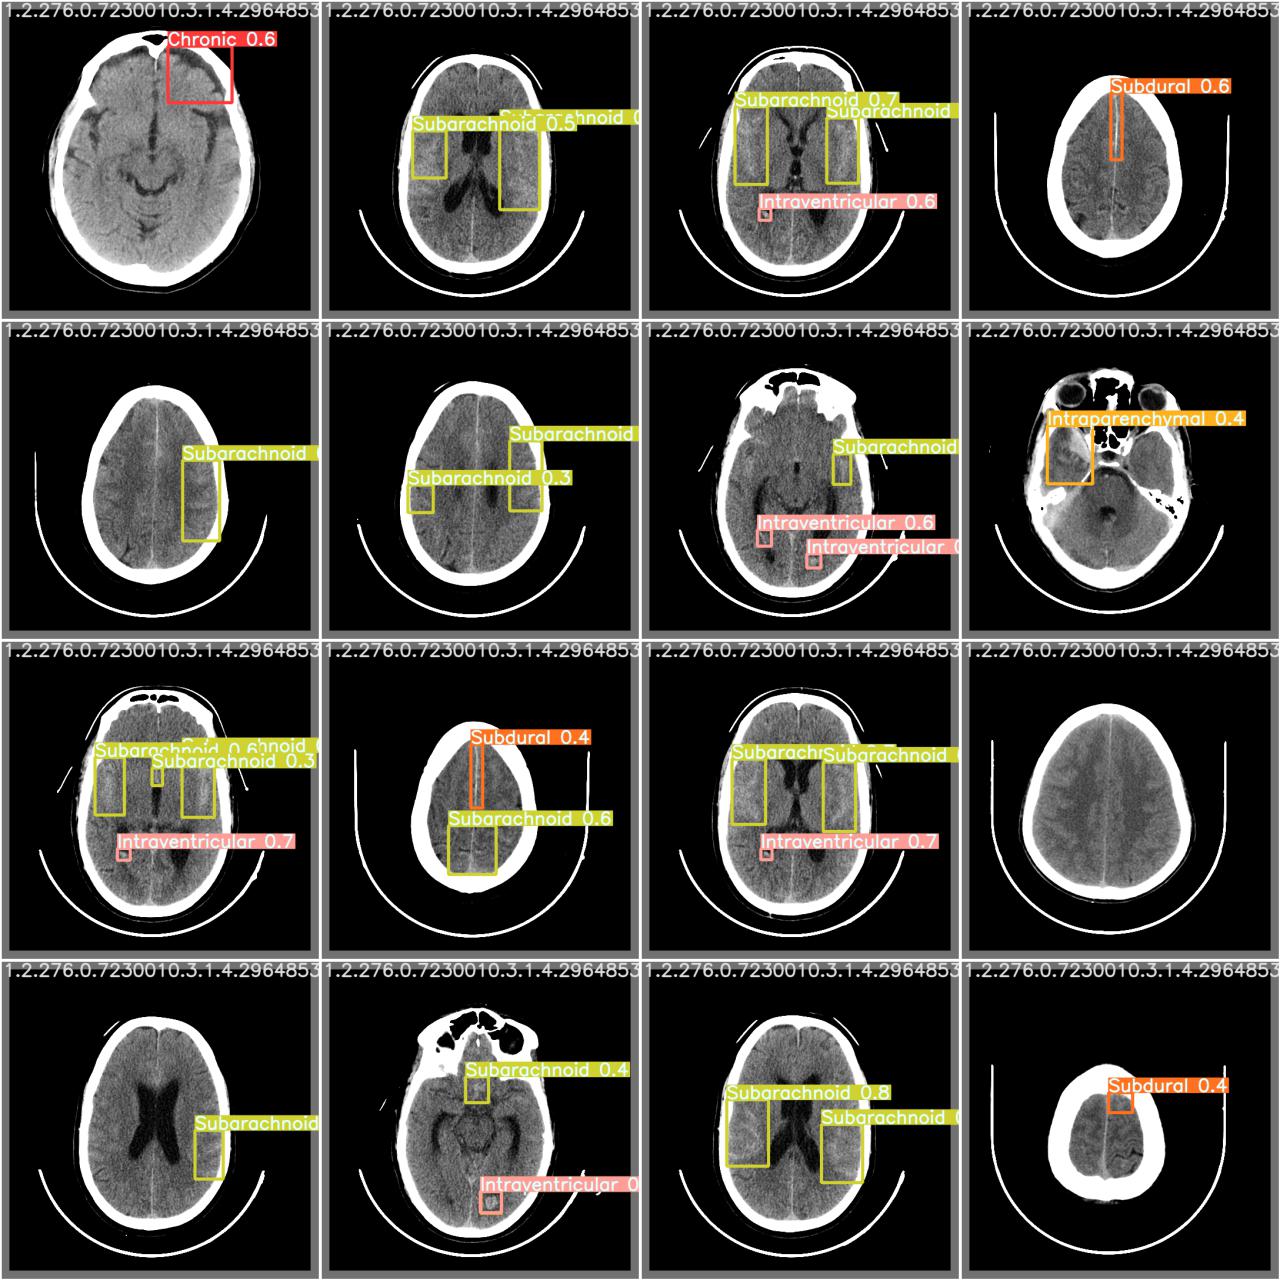 1.2.276.0.7230010.3.1.4.2964853
1.2.276.0.7230010.3.1.4.2964853
1.2.276.0.7230010.3.1.4.2964853
1.2.276.0.7230010.3.1.4.2964853
Chronic 0.6
Subarachnoid 0.5
Subarachnoid 0.7
Subarachnoid
Intraventricular 0.6
Subdural 0.6
1.2.276.0.7230010.3.1.4.2964853
1.2.276.0.7230010.3.1.4.2964853
1.2.276.0.7230010.3.1.4.2964853
1.2.276.0.7230010.3.1.4.2964853
Subarachnoid
Subarachnoid
Subarachnoid 0.3
Subarachnoid
Intraventricular 0.6
Intraventricular
Intraparenchymal 0.4
1.2.276.0.7230010.3.1.4.2964853
1.2.276.0.7230010.3.1.4.2964853
1.2.276.0.7230010.3.1.4.2964853
1.2.276.0.7230010.3.1.4.2964853
Subarachnoid 0.6
Subarachnoid 0.3
Intraventricular 0.7
Subdural 0.4
Subarachnoid 0.6
Subarachnoid
Intraventricular 0.7
1.2.276.0.7230010.3.1.4.2964853
1.2.276.0.7230010.3.1.4.2964853
1.2.276.0.7230010.3.1.4.2964853
1.2.276.0.7230010.3.1.4.2964853
Subarachnoid
Subarachnoid 0.4
Intraventricular 0
Subarachnoid 0.8
Subarachnoid
Subdural 0.4